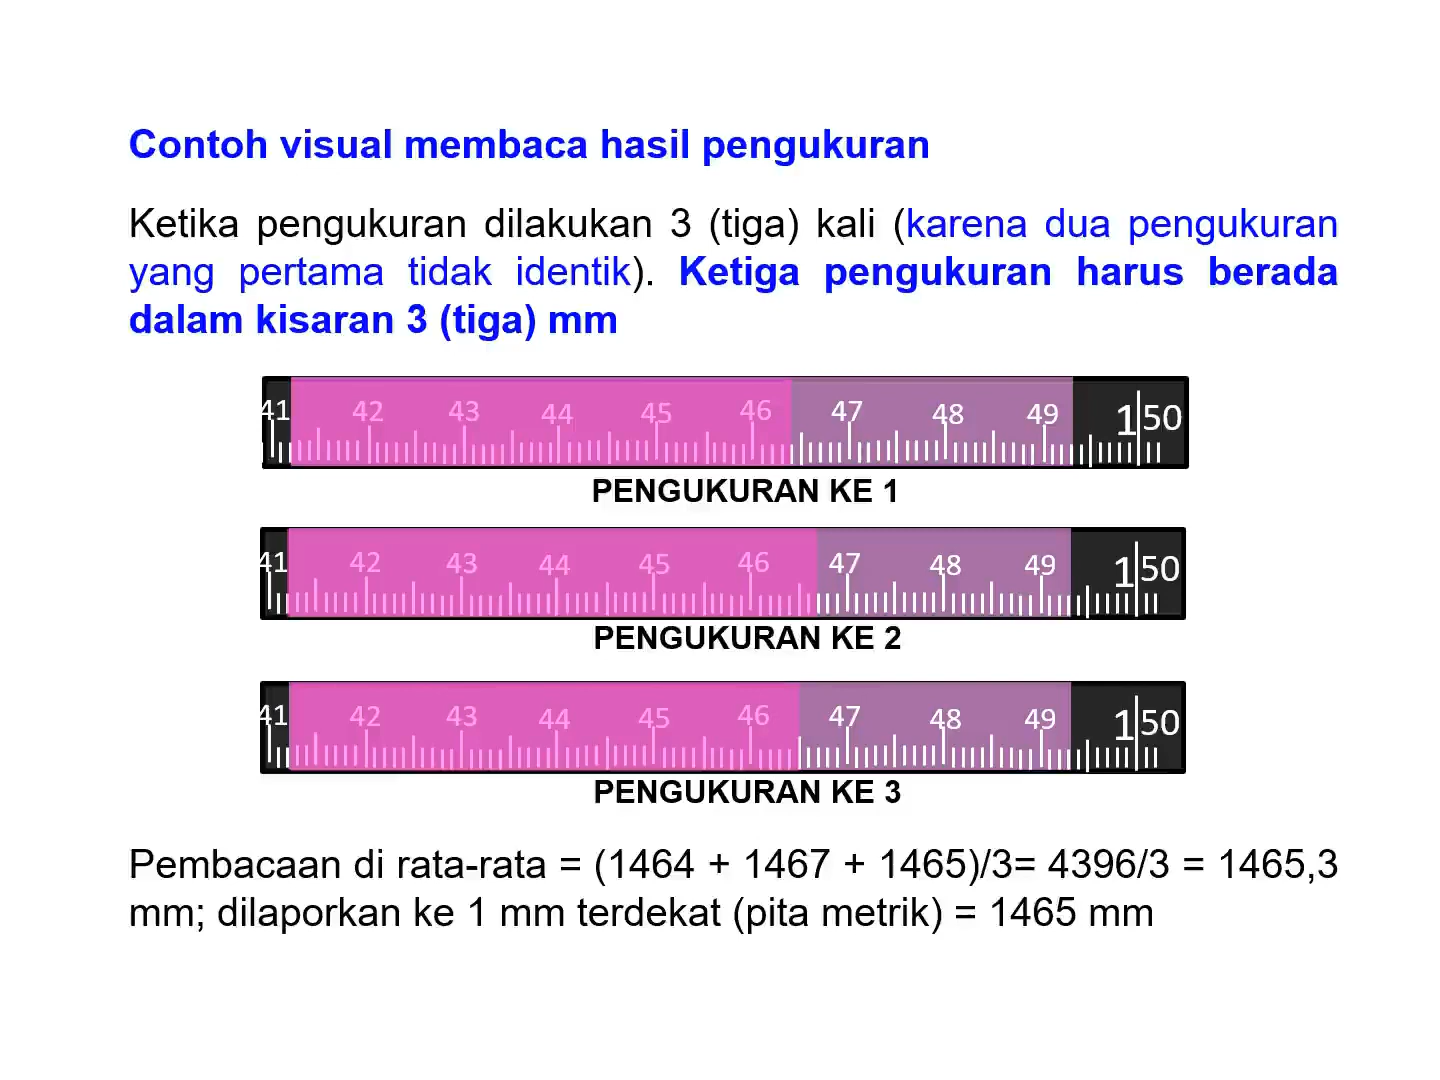 Contoh visual membaca hasil pengukuran
Ketika pengukuran dilakukan 3 (tiga) kali (karena dua pengukuran
yang pertama tidak identik). Ketiga pengukuran harus berada
dalam kisaran 3 (tiga) mm
41 42 43 44 45 46 47 48 49 150
PENGUKURAN KE 1
41 42 43 44 45 46 47 48 49 150
PENGUKURAN KE 2
41 42 43 44 45 46 47 48 49 150
PENGUKURAN KE 3
Pembacaan di rata-rata = (1464 + 1467 + 1465)/3= 4396/3 = 1465,3
mm; dilaporkan ke 1 mm terdekat (pita metrik) = 1465 mm